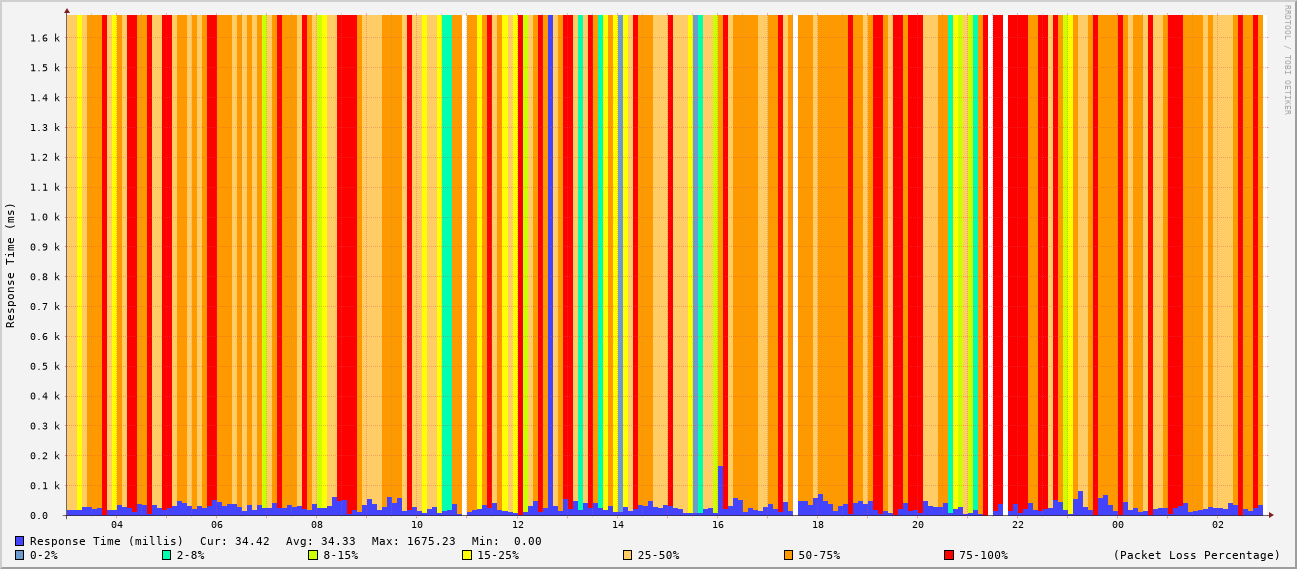 RRDTOOL / TOBI OETIKER
Response Time (ms)
1.6 k
1.5 k
1.4 k
1.3 k
1.2 k
1.1 k
1.0 k
0.9 k
0.8 k
0.7 k
0.6 k
0.5 k
0.4 k
0.3 k
0.2 k
0.1 k
0.0
04 06 08 10 12 14 16 18 20 22 00 02
Response Time (millis) Cur: 34.42 Avg: 34.33 Max: 1675.23 Min: 0.00
0-2% 2-8% 8-15% 15-25% 25-50% 50-75% 75-100% (Packet Loss Percentage)